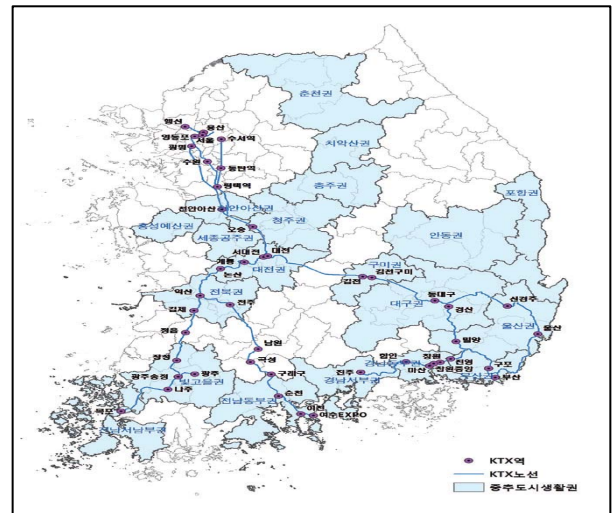 춘천권
행신
용산
영등포
서울
수서역
광명
치악산권
수원
동탄역
평택역
충주권
포항권
천안아산
안아산권
청주권
홍성예산권
오송
안동권
세종공주권
서대전
대전
계룡
대전권
구미권
논산
김천
김천구미
전북권
익산
동대구
신경주
전주
대구권
경산
김제
울산권
울산
정읍
밀양
남원
장성
곡성
함안
창원
진영
구포
광주송정
광주
빛고을권
구례구
진주
마산
창원중앙
부산
나주
경남서부권
순천
목포
전남동부권
여수EXPO
KTX역
KTX노선
중추도시생활권